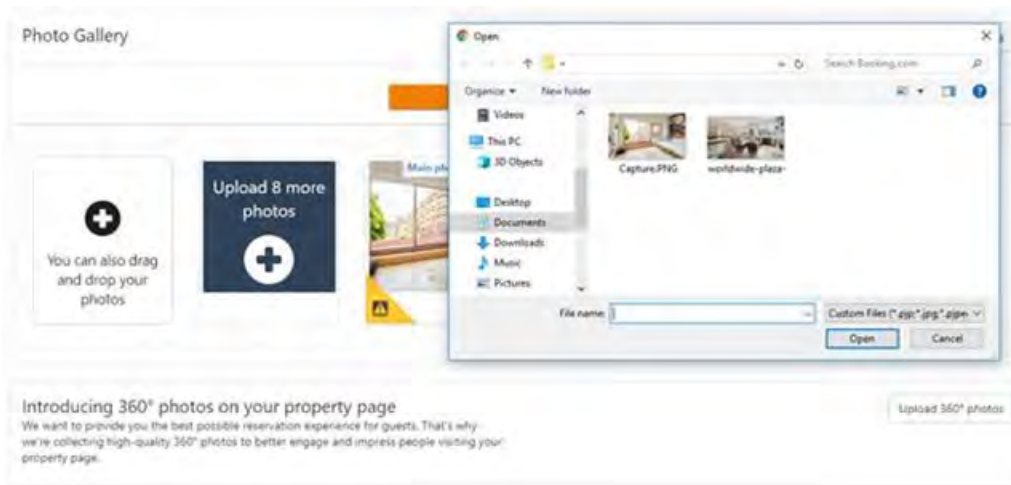 Photo Gallery
Open
Search Booking.com
Organize
New folder
Videos
This PC
3D Objects
Desktop
Documents
Downloads
Music
Pictures
Capture.PNG
worldwide-plaza-
File name:
Custom Files
Open
Cancel
Main
Upload 8 more
photos
You can also drag
and drop your
photos
Introducing 360° photos on your property page
We want to provide you the best possible reservation experience for guests. That's why
we're collecting high-quality 360° photos to better engage and impress people visiting your
property page.
Upload 360° photos